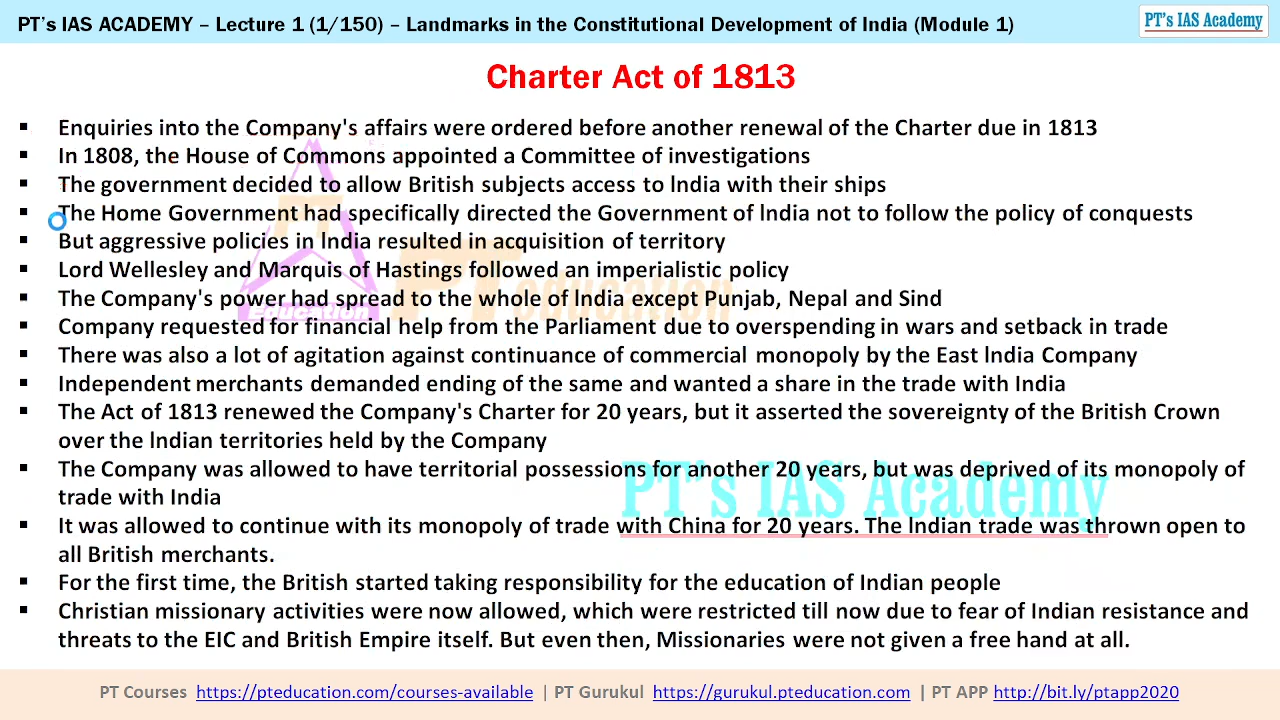 PT's IAS ACADEMY – Lecture 1 (1/150) – Landmarks in the Constitutional Development of India (Module 1)
PT's IAS Academy
Charter Act of 1813
▪ Enquiries into the Company's affairs were ordered before another renewal of the Charter due in 1813
▪ In 1808, the House of Commons appointed a Committee of investigations
▪ The government decided to allow British subjects access to India with their ships
▪ The Home Government had specifically directed the Government of India not to follow the policy of conquests
▪ But aggressive policies in India resulted in acquisition of territory
▪ Lord Wellesley and Marquis of Hastings followed an imperialistic policy
▪ The Company's power had spread to the whole of India except Punjab, Nepal and Sind
▪ Company requested for financial help from the Parliament due to overspending in wars and setback in trade
▪ There was also a lot of agitation against continuance of commercial monopoly by the East India Company
▪ Independent merchants demanded ending of the same and wanted a share in the trade with India
▪ The Act of 1813 renewed the Company's Charter for 20 years, but it asserted the sovereignty of the British Crown
over the Indian territories held by the Company
▪ The Company was allowed to have territorial possessions for another 20 years, but was deprived of its monopoly of
trade with India
▪ It was allowed to continue with its monopoly of trade with China for 20 years. The Indian trade was thrown open to
all British merchants.
▪ For the first time, the British started taking responsibility for the education of Indian people
▪ Christian missionary activities were now allowed, which were restricted till now due to fear of Indian resistance and
threats to the EIC and British Empire itself. But even then, Missionaries were not given a free hand at all.
PT education
Education
PT's IAS Academy
PT Courses https://pteducation.com/courses-available | PT Gurukul https://gurukul.pteducation.com | PT APP http://bit.ly/ptapp2020